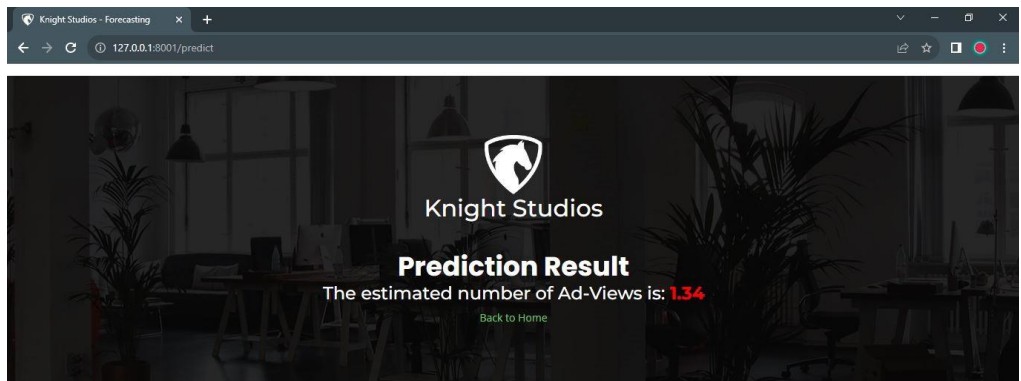 Knight Studios - Forecasting
127.0.0.1:8001/predict
Knight Studios
Prediction Result
The estimated number of Ad-Views is: 1.34
Back to Home